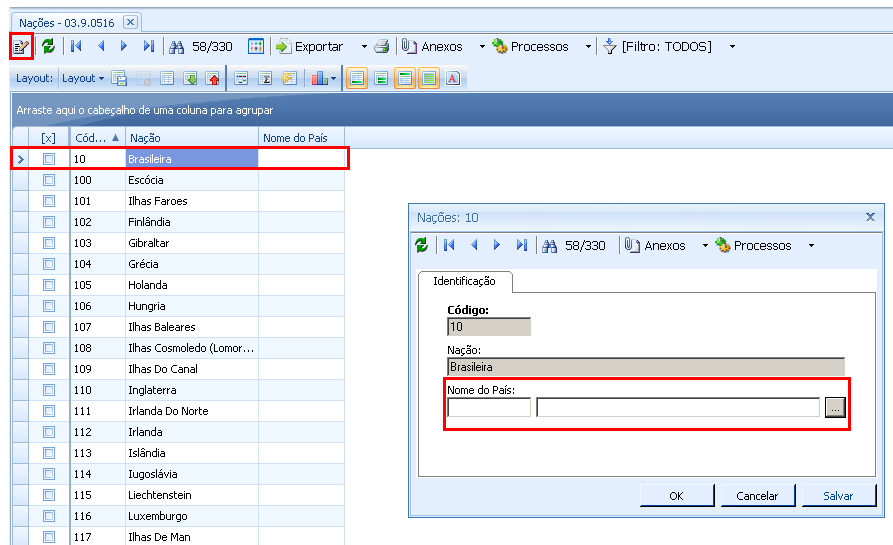 Nações - 03.9.0516
58/330 Exportar Anexos Processos [Filtro: TODOS]
Layout: Layout
Arraste aqui o cabeçalho de uma coluna para agrupar
[x] Cód... Nação Nome do País
10 Brasileira
100 Escócia
101 Ilhas Faroes
102 Finlândia
103 Gibraltar
104 Grécia
105 Holanda
106 Hungria
107 Ilhas Baleares
108 Ilhas Cosmoledo (Lomor...
109 Ilhas Do Canal
110 Inglaterra
111 Irlanda Do Norte
112 Irlanda
113 Islândia
114 Iugoslávia
115 Liechtenstein
116 Luxemburgo
117 Ilhas De Man
Nações: 10
58/330 Anexos Processos
Identificação
Código:
10
Nação:
Brasileira
Nome do País:
...
OK Cancelar Salvar